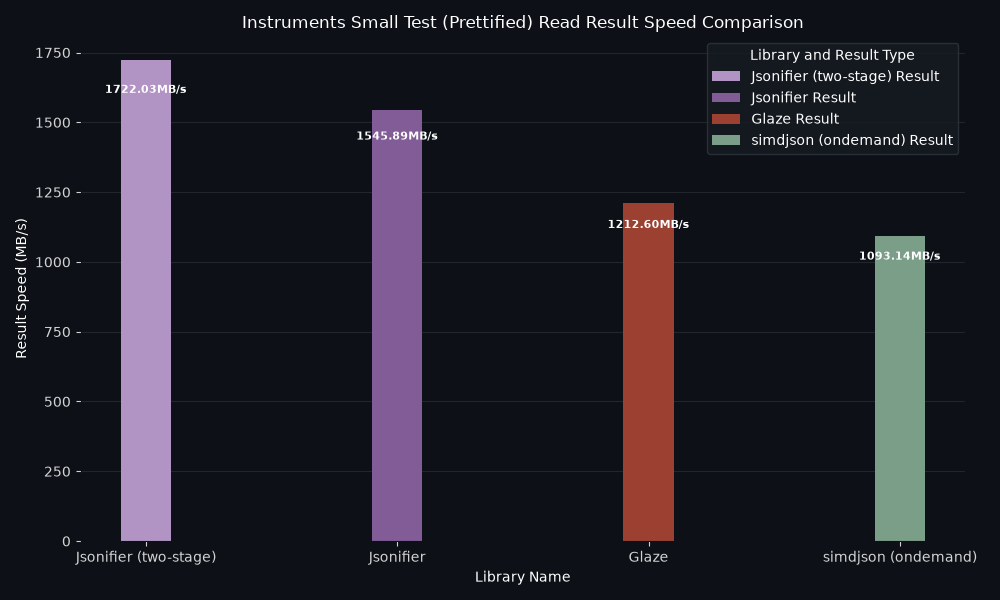 Instruments Small Test (Prettified) Read Result Speed Comparison
Library and Result Type
Jsonifier (two-stage) Result
Jsonifier Result
Glaze Result
simdjson (ondemand) Result
Result Speed (MB/s)
1750
1500
1250
1000
750
500
250
0
1722.03MB/s
1545.89MB/s
1212.60MB/s
1093.14MB/s
Jsonifier (two-stage)
Jsonifier
Glaze
simdjson (ondemand)
Library Name